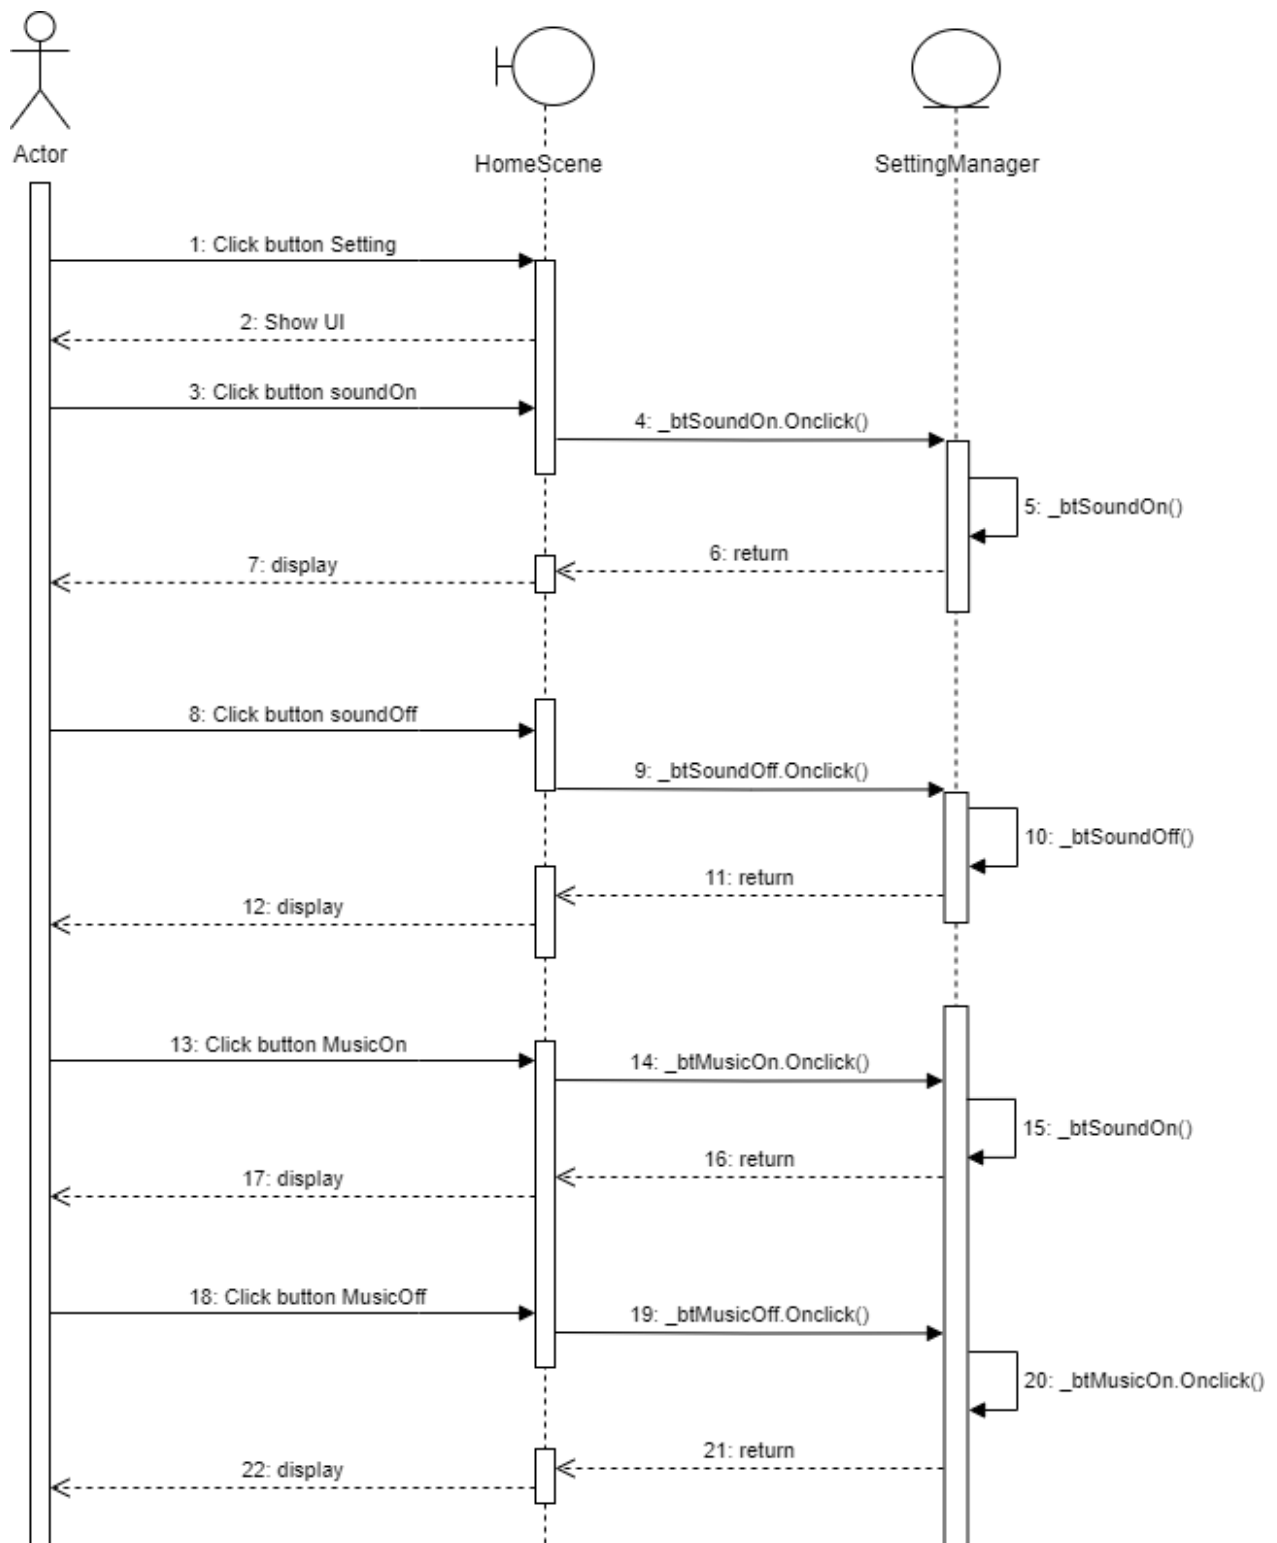 Actor
HomeScene
SettingManager
1: Click button Setting
2: Show UI
3: Click button soundOn
4: _btSoundOn.Onclick()
5: _btSoundOn()
6: return
7: display
8: Click button soundOff
9: _btSoundOff.Onclick()
10: _btSoundOff()
11: return
12: display
13: Click button MusicOn
14: _btMusicOn.Onclick()
15: _btSoundOn()
16: return
17: display
18: Click button MusicOff
19: _btMusicOff.Onclick()
20: _btMusicOn.Onclick()
21: return
22: display